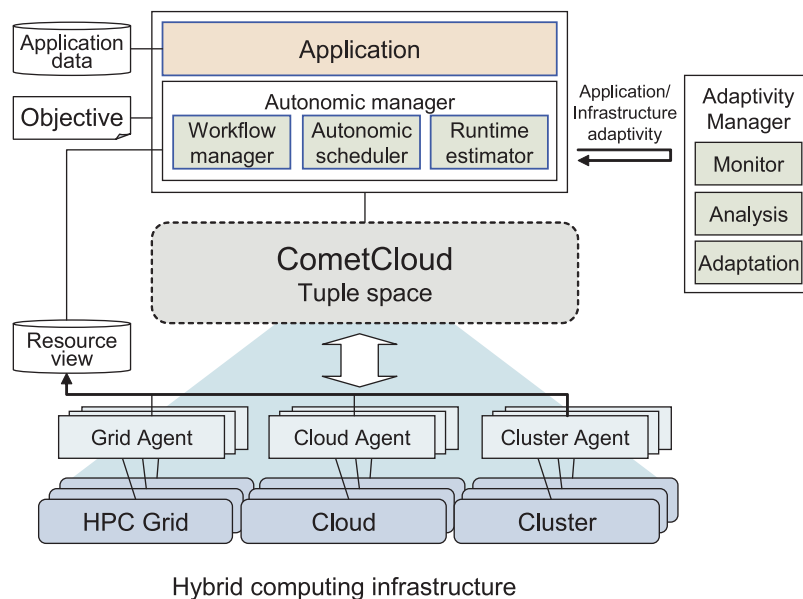 Application
data
Application
Objective
Autonomic manager
Workflow
manager
Autonomic
scheduler
Runtime
estimator
Application/
Infrastructure
adaptivity
Adaptivity
Manager
Monitor
Analysis
Adaptation
CometCloud
Tuple space
Resource
view
Grid Agent
Cloud Agent
Cluster Agent
HPC Grid
Cloud
Cluster
Hybrid computing infrastructure